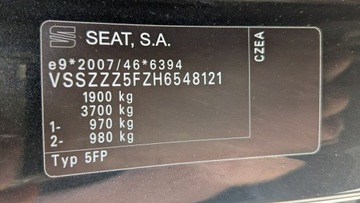 SEAT, S.A.
e9*2007/46*6394
VSSZZZ5FZH6548121
1900 kg
3700 kg
1- 970 kg
2- 980 kg
Typ 5FP
CZEA